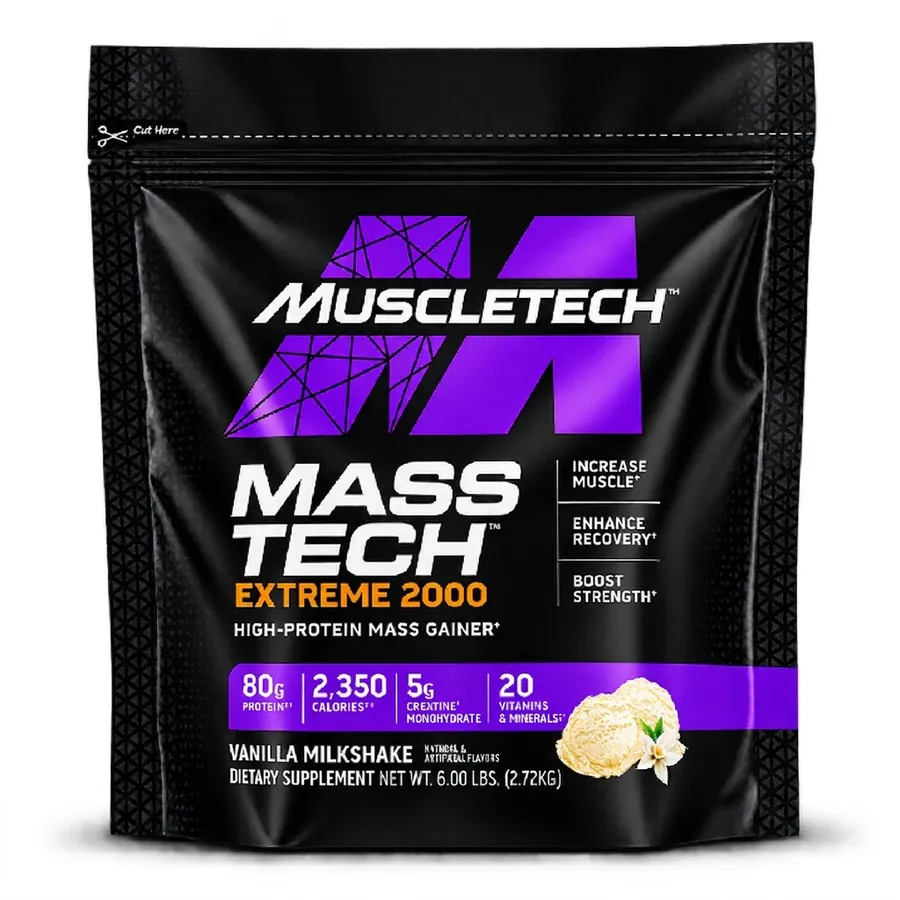 Cut Here
MUSCLETECH™
MASS
TECH™
EXTREME 2000
HIGH-PROTEIN MASS GAINER†
INCREASE
MUSCLE†
ENHANCE
RECOVERY†
BOOST
STRENGTH†
80g
PROTEIN
2,350
CALORIES
5g
CREATINE
MONOHYDRATE
20
VITAMINS
& MINERALS
VANILLA MILKSHAKE
ARTIFICIAL FLAVORS
DIETARY SUPPLEMENT NET WT. 6.00 LBS. (2.72KG)